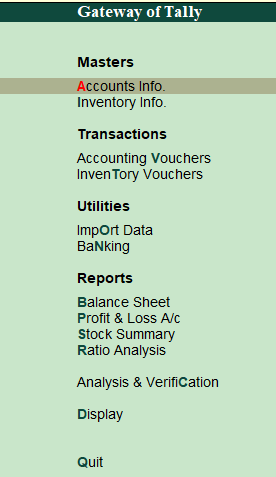 Gateway of Tally
Masters
Accounts Info.
Inventory Info.
Transactions
Accounting Vouchers
InvenTory Vouchers
Utilities
ImpOrt Data
BaNking
Reports
Balance Sheet
Profit & Loss A/c
Stock Summary
Ratio Analysis
Analysis & VerifiCation
Display
Quit